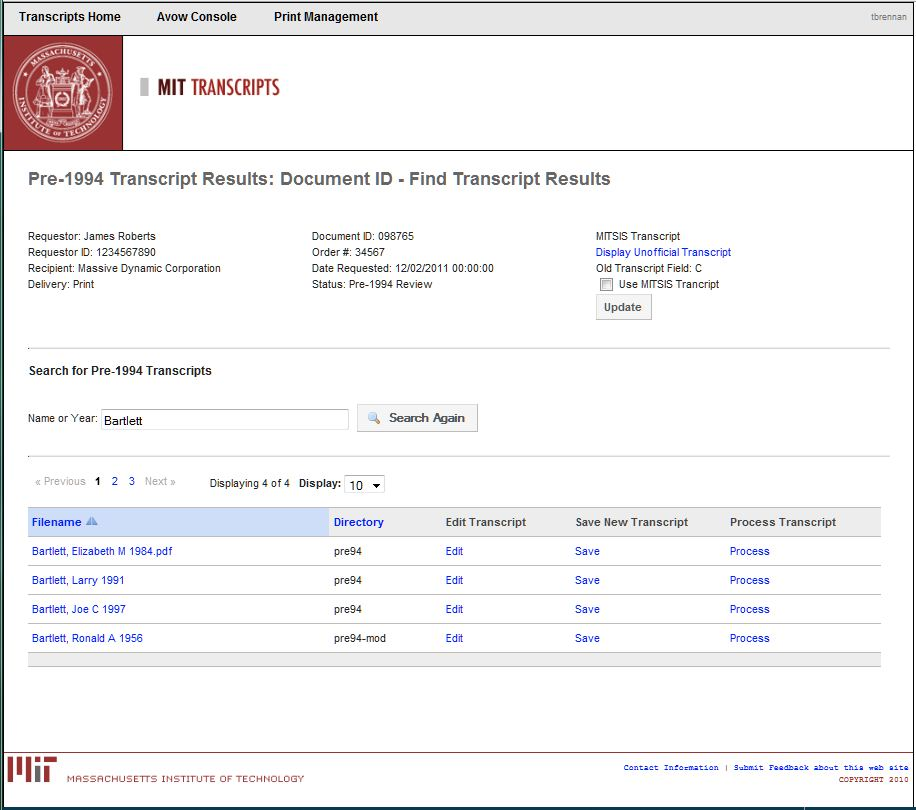 Transcripts Home Avow Console Print Management tbrennan
MASSACHUSETTS INSTITUTE OF TECHNOLOGY
MIT TRANSCRIPTS
Pre-1994 Transcript Results: Document ID - Find Transcript Results
Requestor: James Roberts Document ID: 098765 MITSIS Transcript
Requestor ID: 1234567890 Order #: 34567 Display Unofficial Transcript
Recipient: Massive Dynamic Corporation Date Requested: 12/02/2011 00:00:00 Old Transcript Field: C
Delivery: Print Status: Pre-1994 Review Use MITSIS Trancript
Update
Search for Pre-1994 Transcripts
Name or Year: Bartlett Search Again
« Previous 1 2 3 Next » Displaying 4 of 4 Display: 10
Filename Directory Edit Transcript Save New Transcript Process Transcript
Bartlett, Elizabeth M 1984.pdf pre94 Edit Save Process
Bartlett, Larry 1991 pre94 Edit Save Process
Bartlett, Joe C 1997 pre94 Edit Save Process
Bartlett, Ronald A 1956 pre94-mod Edit Save Process
MIT MASSACHUSETTS INSTITUTE OF TECHNOLOGY Contact Information | Submit Feedback about this web site
COPYRIGHT 2010